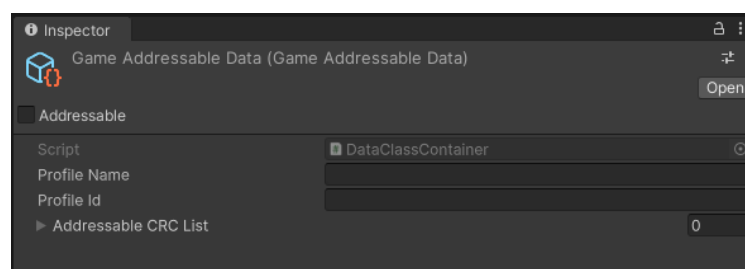 Inspector
Game Addressable Data (Game Addressable Data)
Open
Addressable
Script DataClassContainer
Profile Name
Profile Id
Addressable CRC List 0